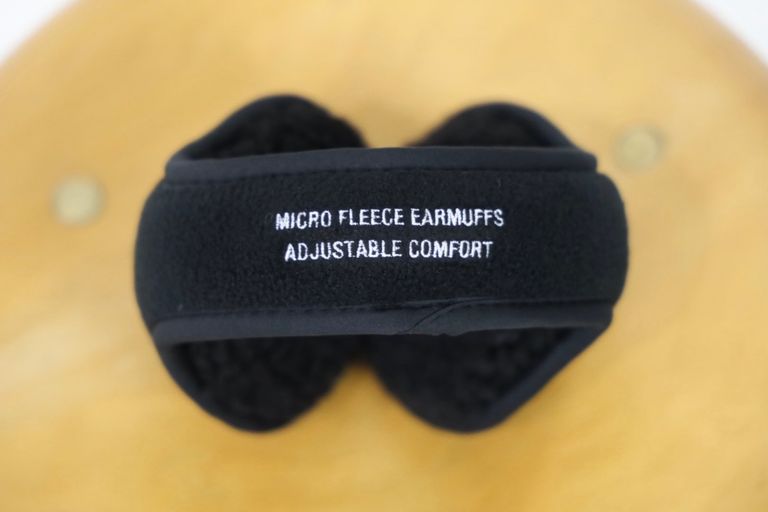 MICRO FLEECE EARMUFFS
ADJUSTABLE COMFORT